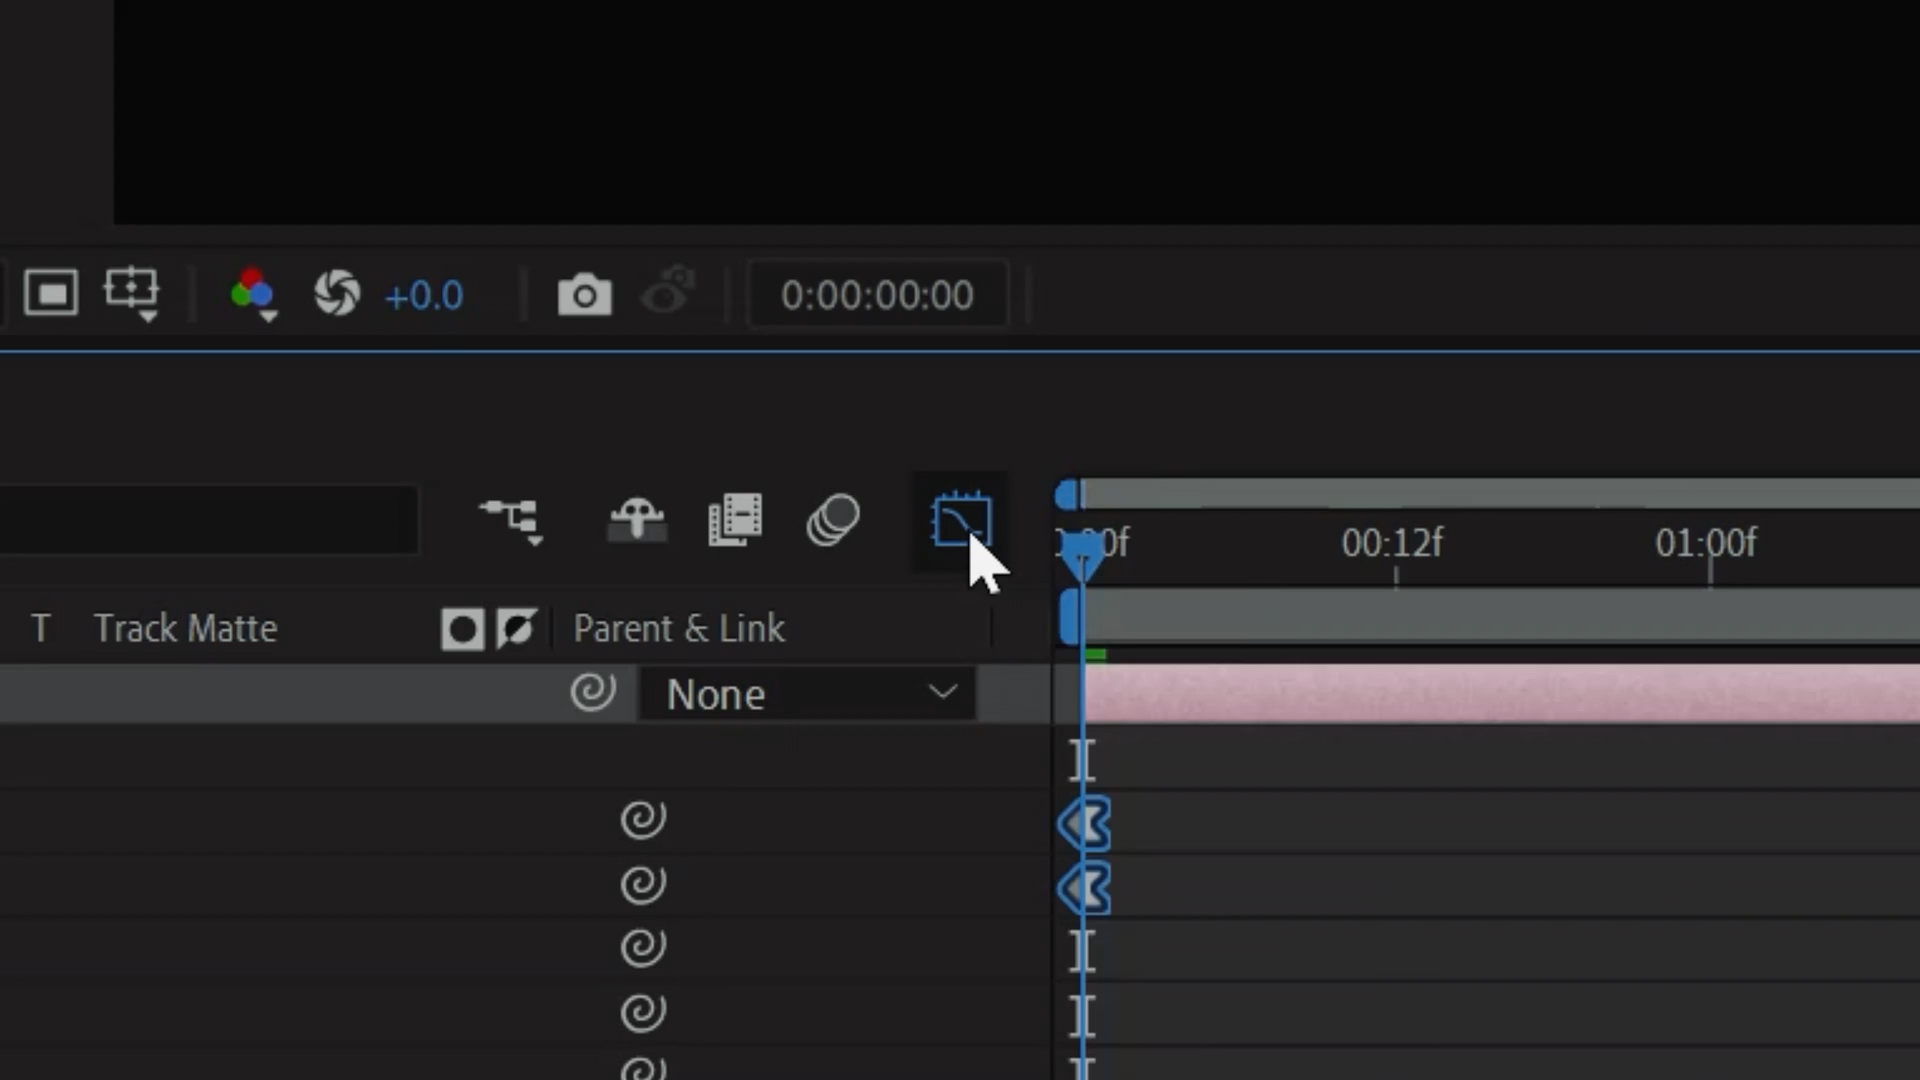 +0.0 0:00:00:00
00f 00:12f 01:00f
T Track Matte Parent & Link
None